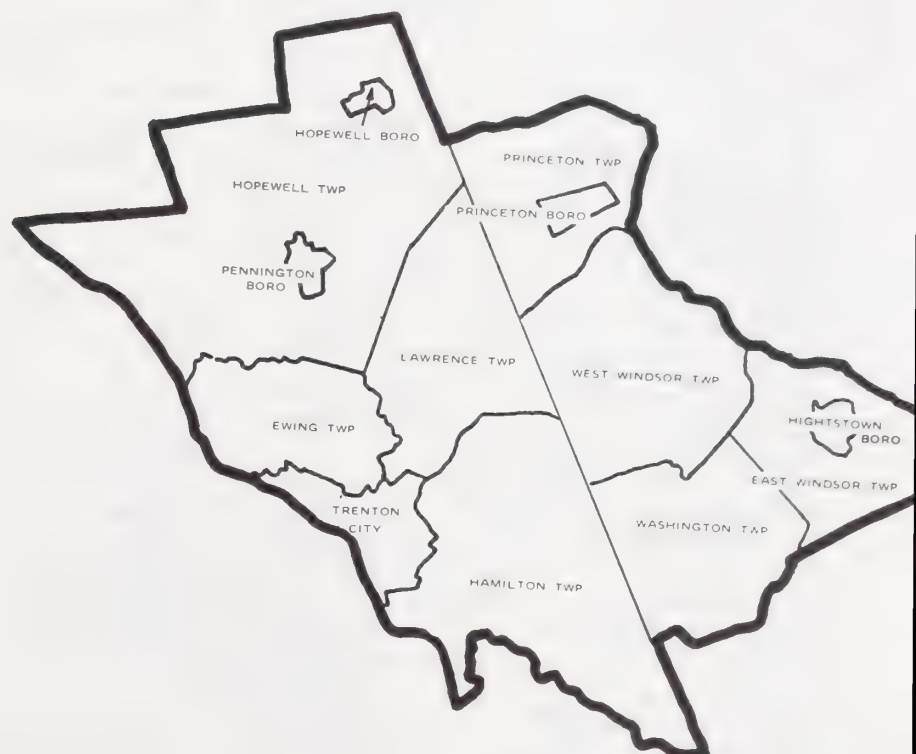 HOPEWELL BORO
PRINCETON TWP
HOPEWELL TWP
PRINCETON BORO
PENNINGTON
BORO
LAWRENCE TWP
WEST WINDSOR TWP
EWING TWP
HIGHTSTOWN
BORO
EAST WINDSOR TWP
TRENTON
CITY
WASHINGTON TWP
HAMILTON TWP